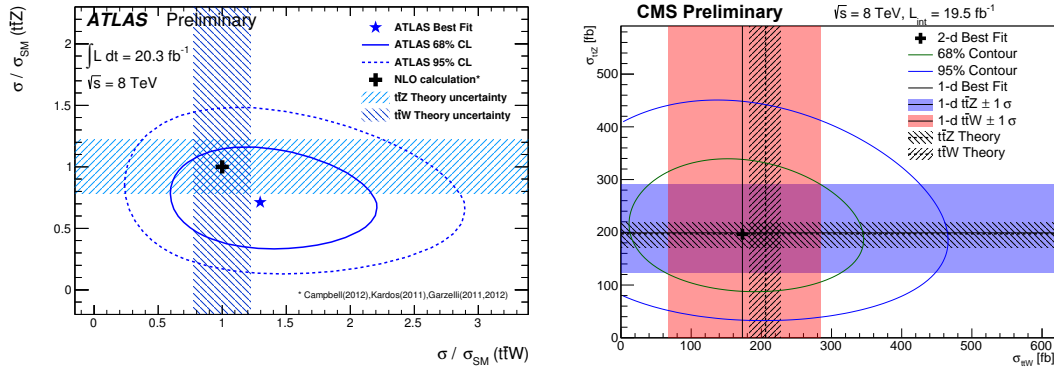 ATLAS Preliminary
∫L dt = 20.3 fb⁻¹
√s = 8 TeV
ATLAS Best Fit
ATLAS 68% CL
ATLAS 95% CL
NLO calculation*
tt̄Z Theory uncertainty
tt̄W Theory uncertainty
σ / σ_SM (tt̄Z)
2
1.5
1
0.5
0
* Campbell(2012),Kardos(2011),Garzelli(2011,2012)
0 0.5 1 1.5 2 2.5 3
σ / σ_SM (tt̄W)
CMS Preliminary
√s = 8 TeV, L_int = 19.5 fb⁻¹
2-d Best Fit
68% Contour
95% Contour
1-d Best Fit
1-d tt̄Z ± 1 σ
1-d tt̄W ± 1 σ
tt̄Z Theory
tt̄W Theory
σ_tt̄Z [fb]
500
400
300
200
100
0
0 100 200 300 400 500 600
σ_tt̄W [fb]